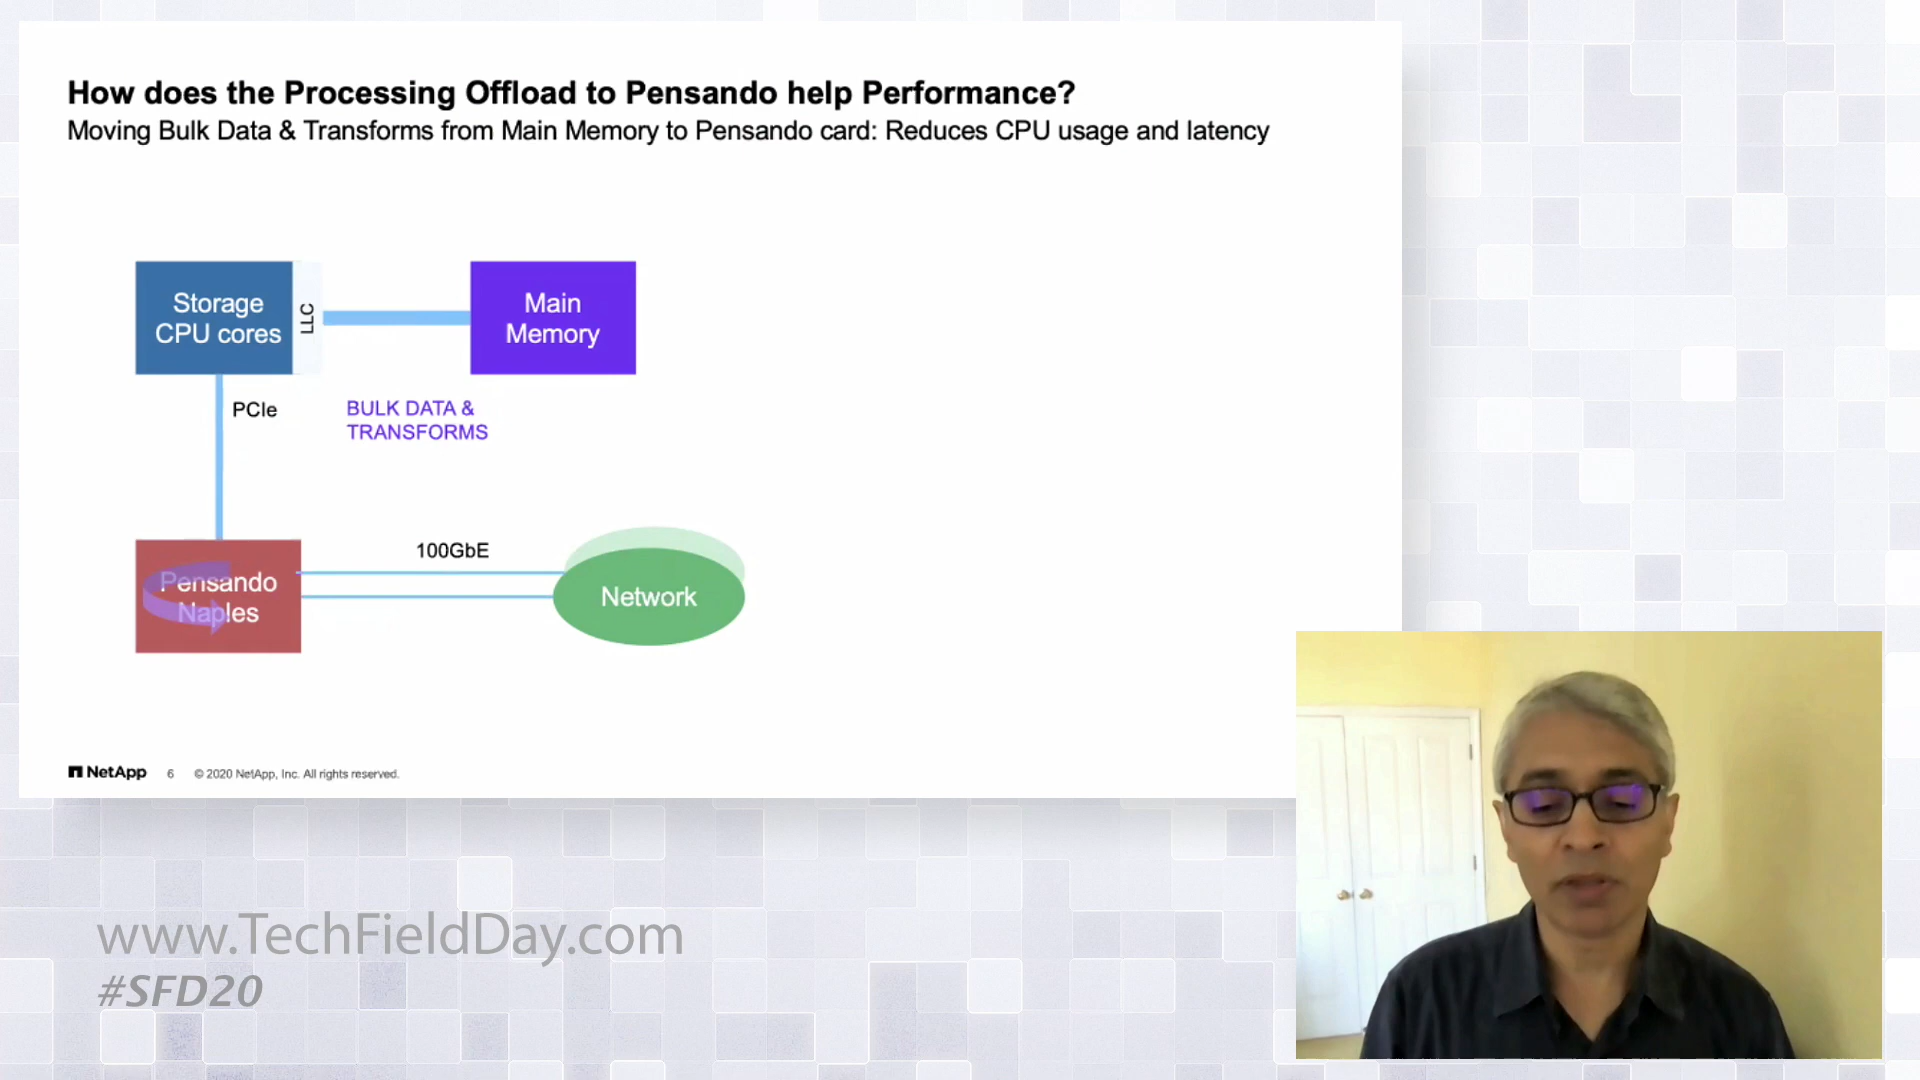 How does the Processing Offload to Pensando help Performance?
Moving Bulk Data & Transforms from Main Memory to Pensando card: Reduces CPU usage and latency
Storage
CPU cores
LLC
Main
Memory
PCIe
BULK DATA &
TRANSFORMS
Pensando
Naples
100GbE
Network
NetApp
6
© 2020 NetApp, Inc. All rights reserved.
www.TechFieldDay.com
#SFD20